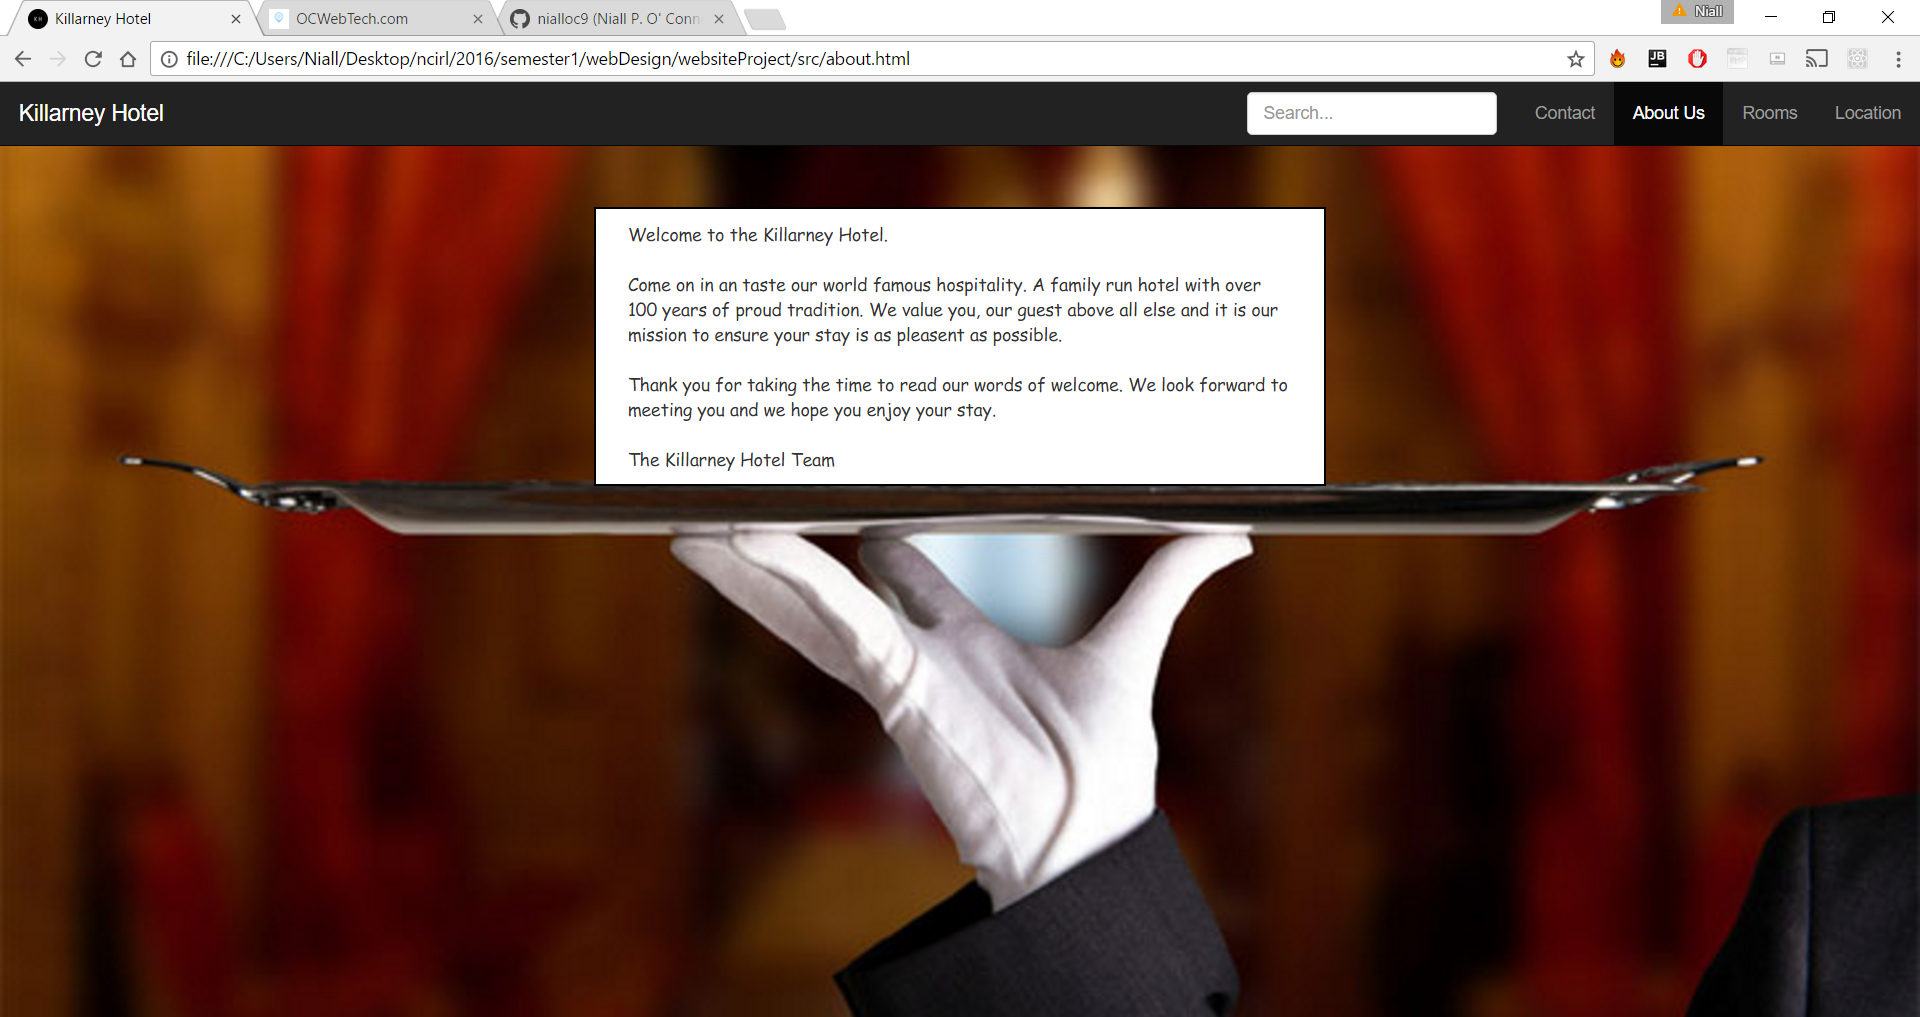 Killarney Hotel
OCWebTech.com
nialloc9 (Niall P. O' Conn
Niall
file:///C:/Users/Niall/Desktop/ncirl/2016/semester1/webDesign/websiteProject/src/about.html
JB
Killarney Hotel
Search...
Contact
About Us
Rooms
Location
Welcome to the Killarney Hotel.
Come on in an taste our world famous hospitality. A family run hotel with over
100 years of proud tradition. We value you, our guest above all else and it is our
mission to ensure your stay is as pleasent as possible.
Thank you for taking the time to read our words of welcome. We look forward to
meeting you and we hope you enjoy your stay.
The Killarney Hotel Team